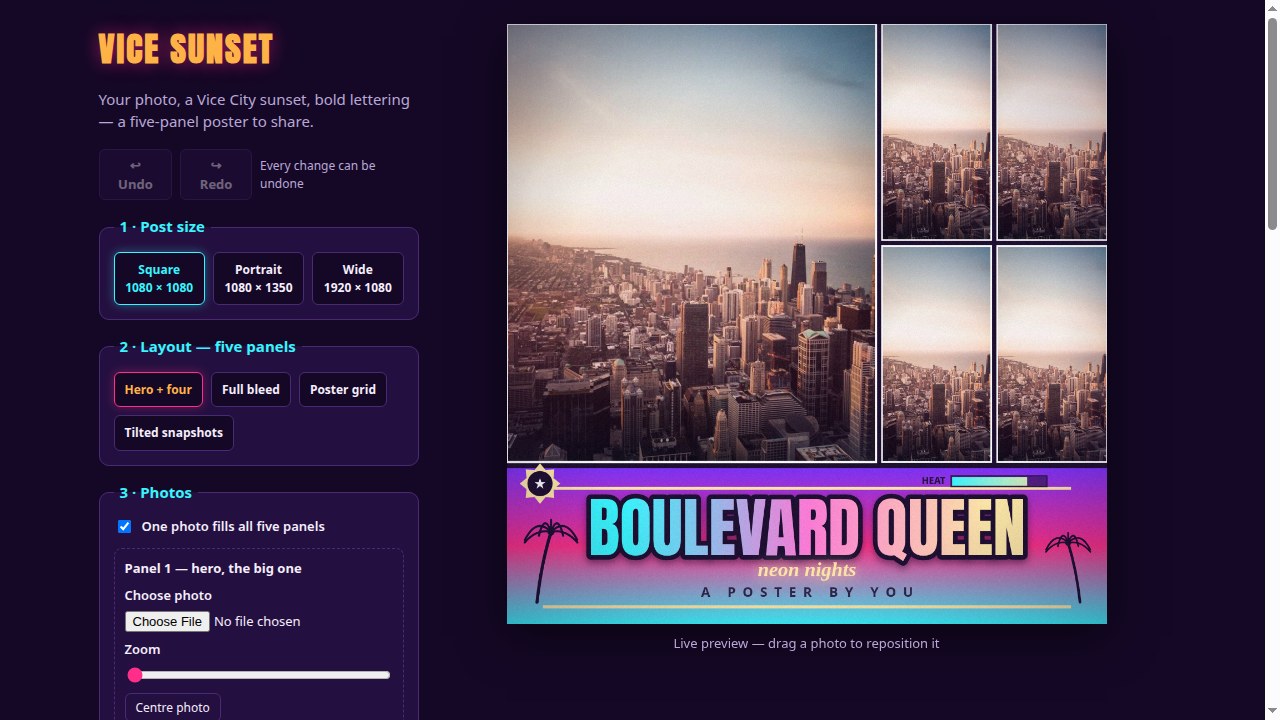 VICE SUNSET
Your photo, a Vice City sunset, bold lettering
— a five-panel poster to share.
↩
Undo
↪
Redo
Every change can be
undone
1 · Post size
Square
1080 × 1080
Portrait
1080 × 1350
Wide
1920 × 1080
2 · Layout — five panels
Hero + four
Full bleed
Poster grid
Tilted snapshots
3 · Photos
One photo fills all five panels
Panel 1 — hero, the big one
Choose photo
Choose File No file chosen
Zoom
Centre photo
HEAT
BOULEVARD QUEEN
neon nights
A POSTER BY YOU
Live preview — drag a photo to reposition it